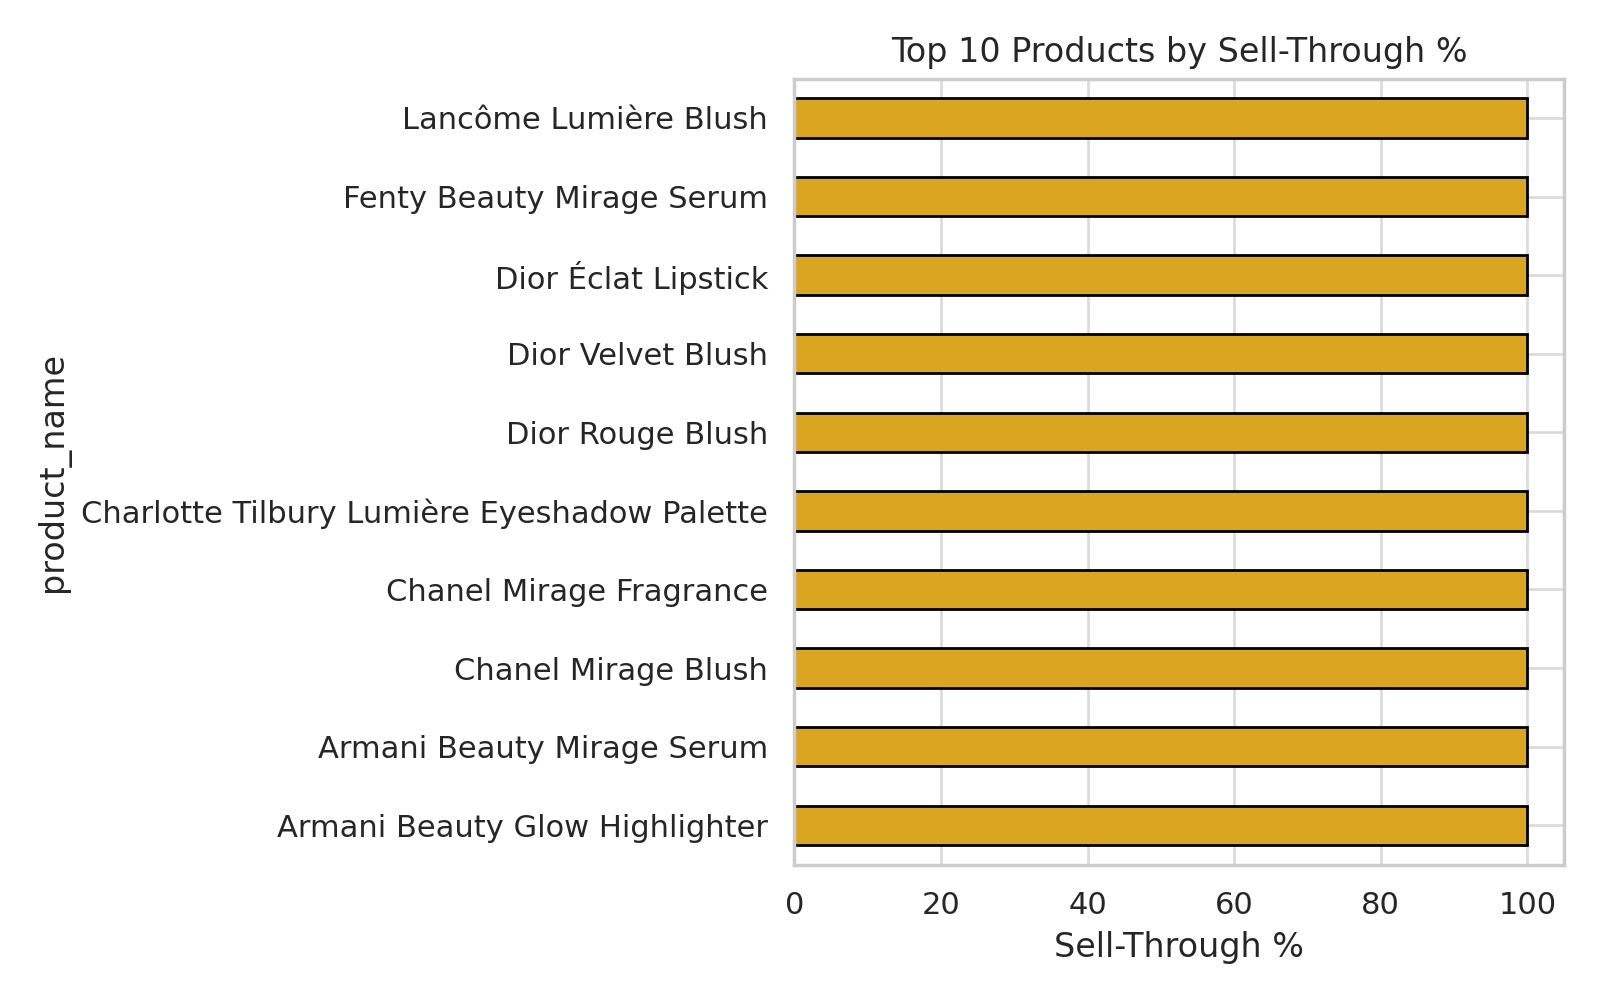 Top 10 Products by Sell-Through %
product_name
Lancôme Lumière Blush
Fenty Beauty Mirage Serum
Dior Éclat Lipstick
Dior Velvet Blush
Dior Rouge Blush
Charlotte Tilbury Lumière Eyeshadow Palette
Chanel Mirage Fragrance
Chanel Mirage Blush
Armani Beauty Mirage Serum
Armani Beauty Glow Highlighter
0 20 40 60 80 100
Sell-Through %